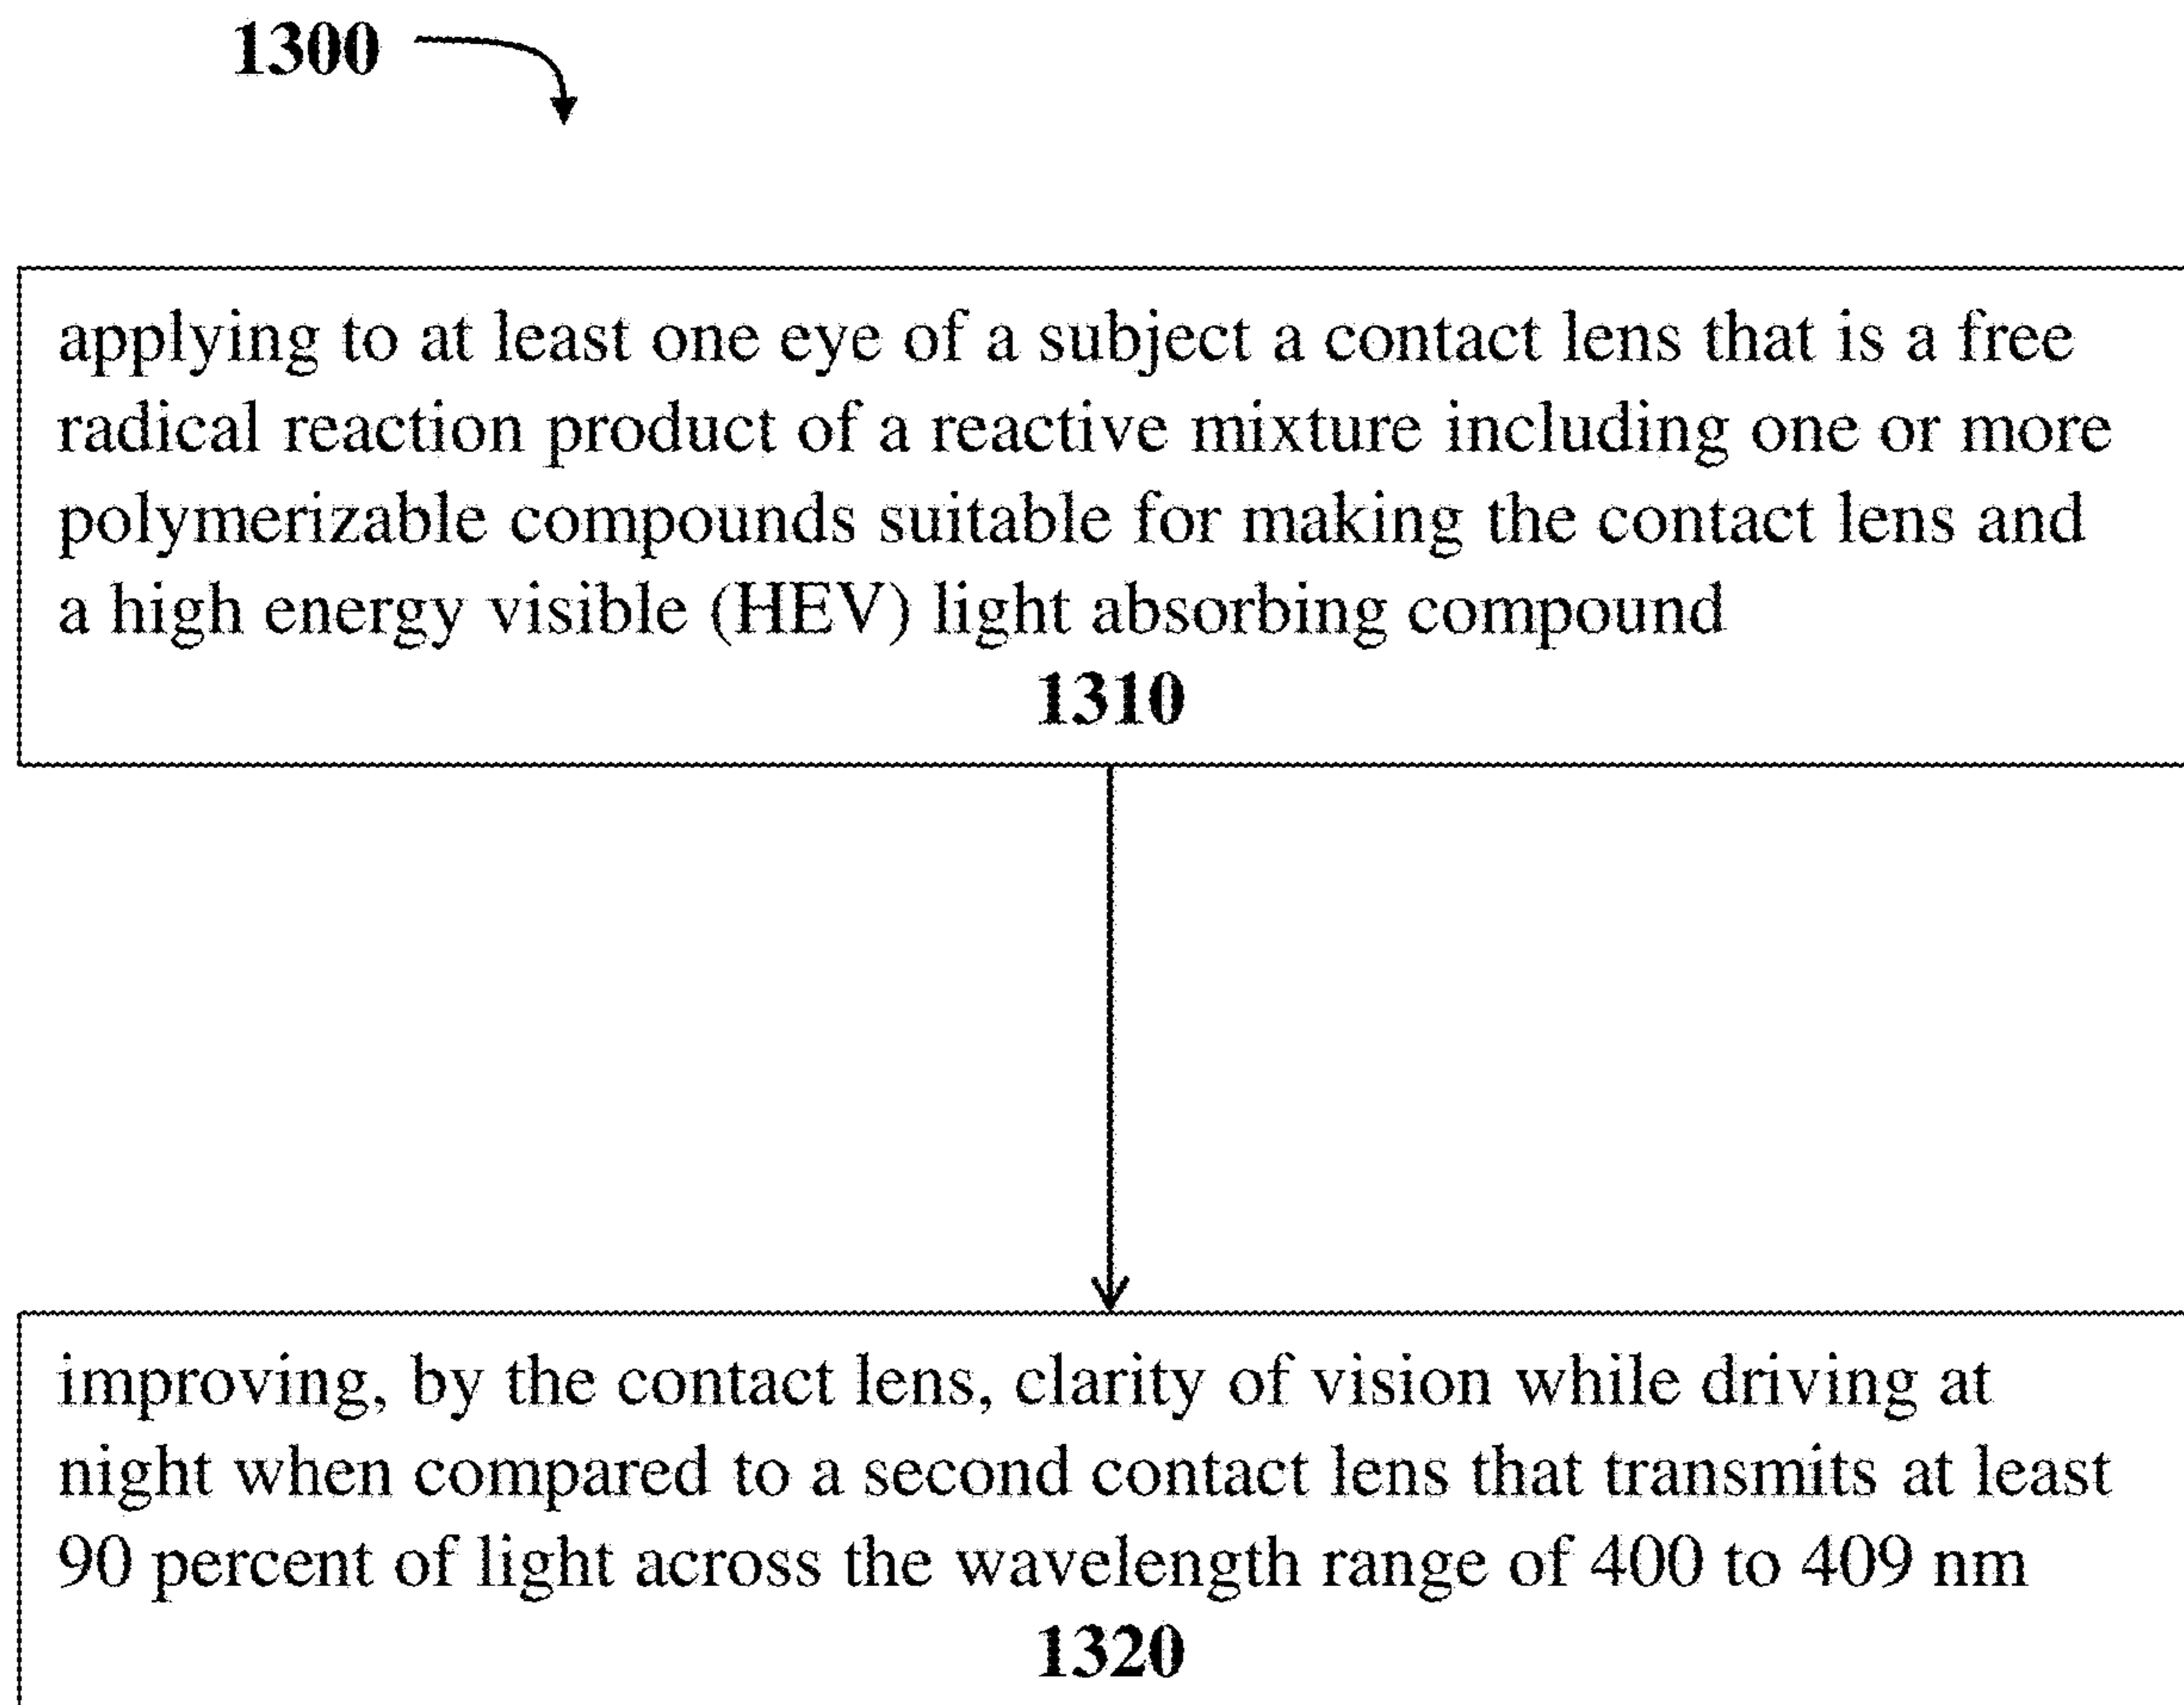 1300
applying to at least one eye of a subject a contact lens that is a free
radical reaction product of a reactive mixture including one or more
polymerizable compounds suitable for making the contact lens and
a high energy visible (HEV) light absorbing compound
1310
improving, by the contact lens, clarity of vision while driving at
night when compared to a second contact lens that transmits at least
90 percent of light across the wavelength range of 400 to 409 nm
1320